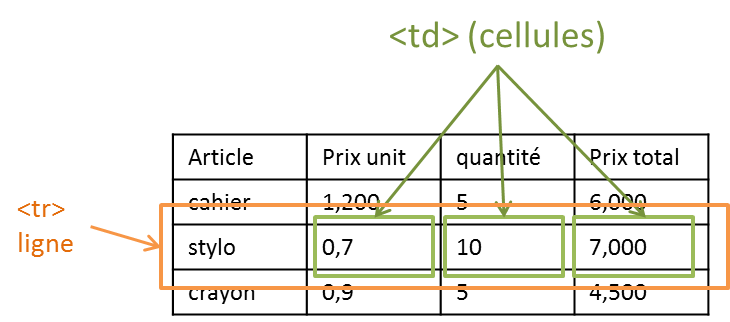 <td> (cellules)
Article Prix unit quantité Prix total
cahier 1,200 5 6,000
<tr>
ligne
stylo 0,7 10 7,000
crayon 0,9 5 4,500